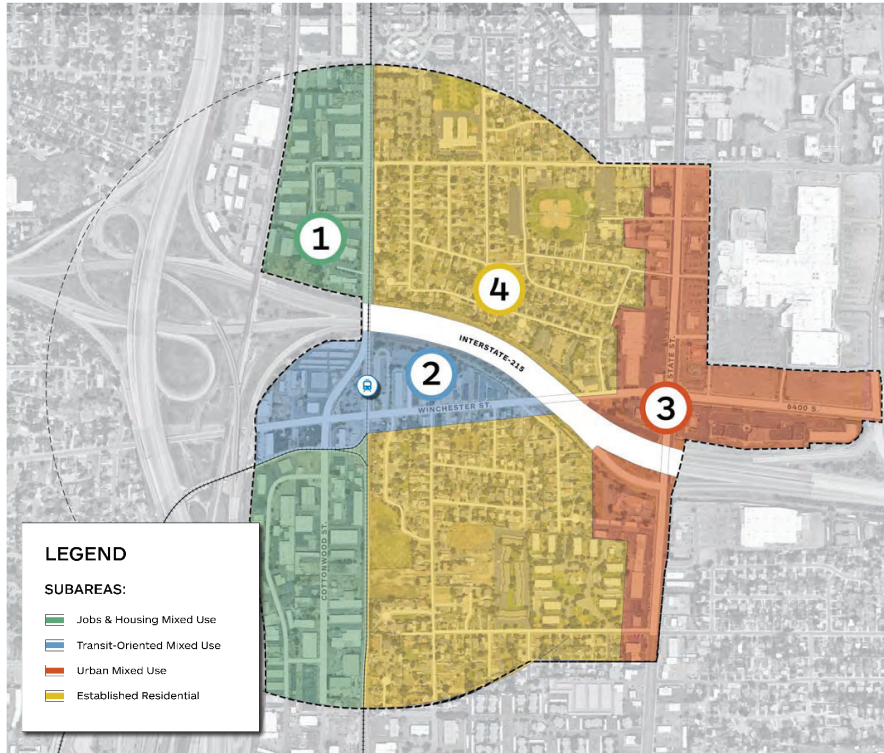 1
4
INTERSTATE-215
2
STATE ST.
WINCHESTER ST.
3
6400 S.
COTTONWOOD ST.
LEGEND
SUBAREAS:
Jobs & Housing Mixed Use
Transit-Oriented Mixed Use
Urban Mixed Use
Established Residential